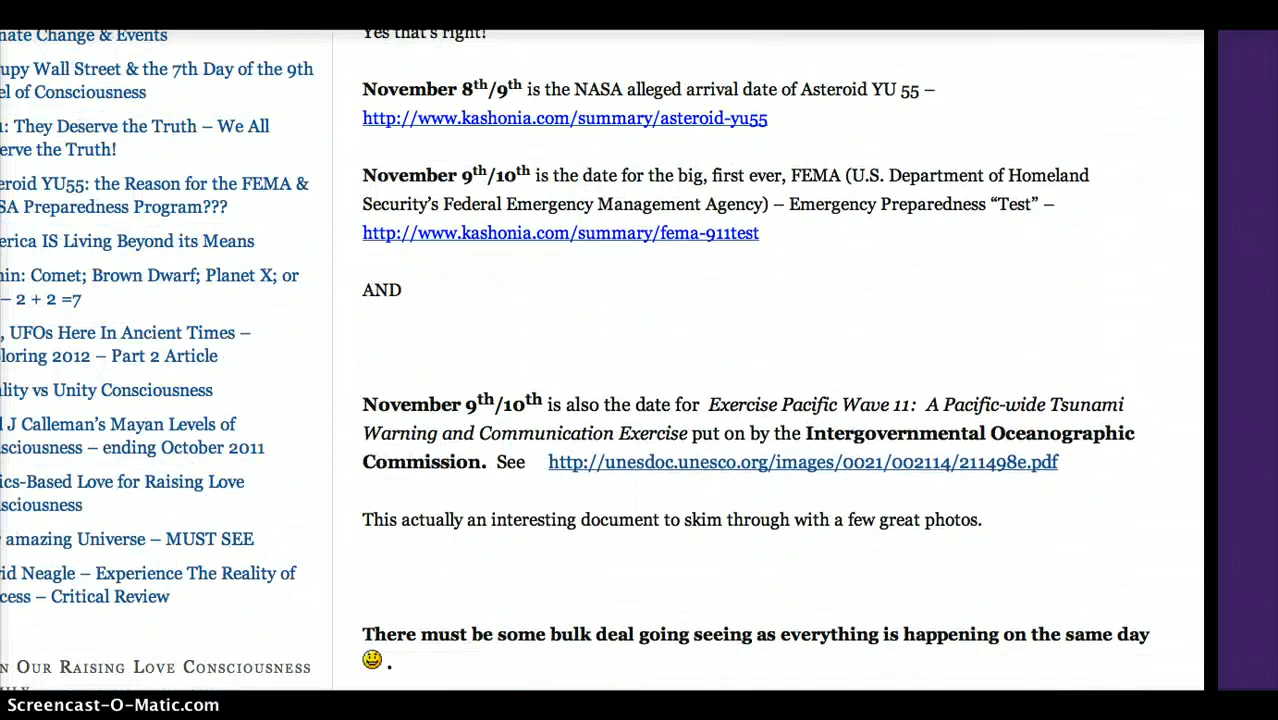 nate Change & Events
upy Wall Street & the 7th Day of the 9th
el of Consciousness
1: They Deserve the Truth – We All
erve the Truth!
eroid YU55: the Reason for the FEMA &
SA Preparedness Program???
erica IS Living Beyond its Means
nin: Comet; Brown Dwarf; Planet X; or
– 2 + 2 =7
, UFOs Here In Ancient Times –
loring 2012 – Part 2 Article
ality vs Unity Consciousness
l J Calleman’s Mayan Levels of
sciousness – ending October 2011
ics-Based Love for Raising Love
sciousness
r amazing Universe – MUST SEE
vid Neagle – Experience The Reality of
cess – Critical Review
N OUR RAISING LOVE CONSCIOUSNESS
Yes that’s right!
November 8th/9th is the NASA alleged arrival date of Asteroid YU 55 –
http://www.kashonia.com/summary/asteroid-yu55
November 9th/10th is the date for the big, first ever, FEMA (U.S. Department of Homeland
Security’s Federal Emergency Management Agency) – Emergency Preparedness “Test” –
http://www.kashonia.com/summary/fema-911test
AND
November 9th/10th is also the date for Exercise Pacific Wave 11: A Pacific-wide Tsunami
Warning and Communication Exercise put on by the Intergovernmental Oceanographic
Commission. See http://unesdoc.unesco.org/images/0021/002114/211498e.pdf
This actually an interesting document to skim through with a few great photos.
There must be some bulk deal going seeing as everything is happening on the same day
.
Screencast-O-Matic.com